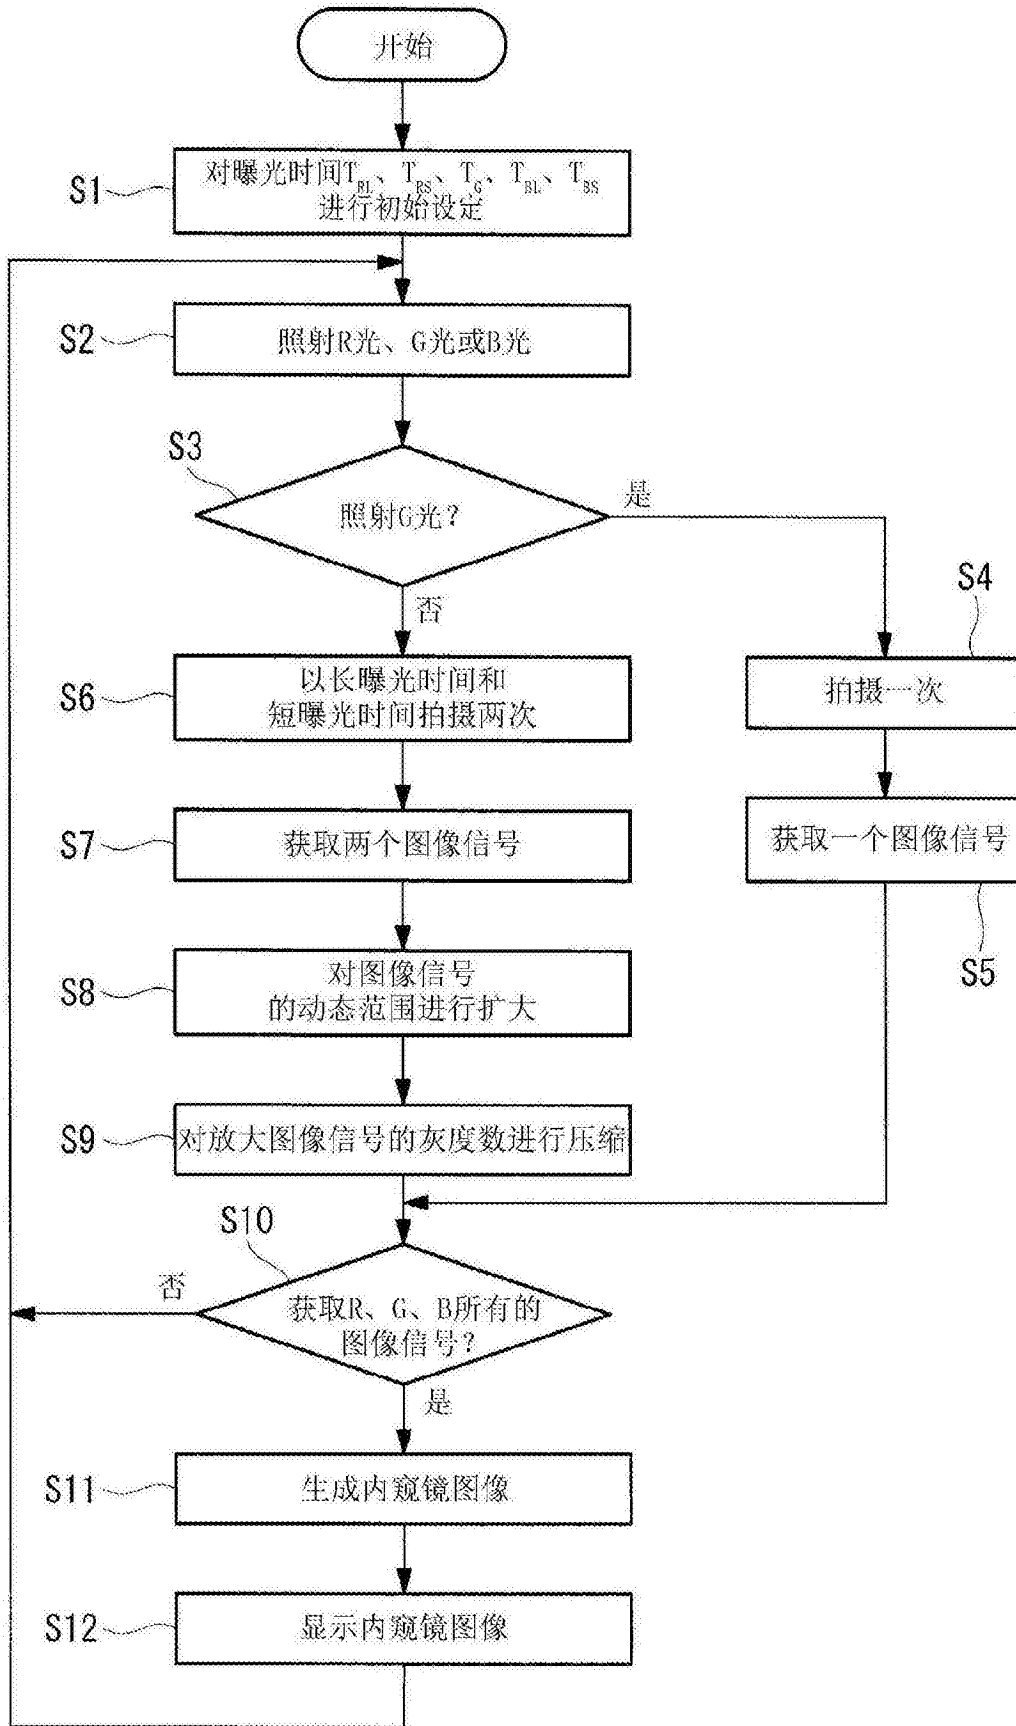 开始
S1
对曝光时间T_RL、T_RS、T_G、T_BL、T_BS
进行初始设定
S2
照射R光、G光或B光
S3
照射G光?
是
否
S4
拍摄一次
S6
以长曝光时间和
短曝光时间拍摄两次
S7
获取两个图像信号
获取一个图像信号
S5
S8
对图像信号
的动态范围进行扩大
S9
对放大图像信号的灰度数进行压缩
S10
否
获取R、G、B所有的
图像信号?
是
S11
生成内窥镜图像
S12
显示内窥镜图像